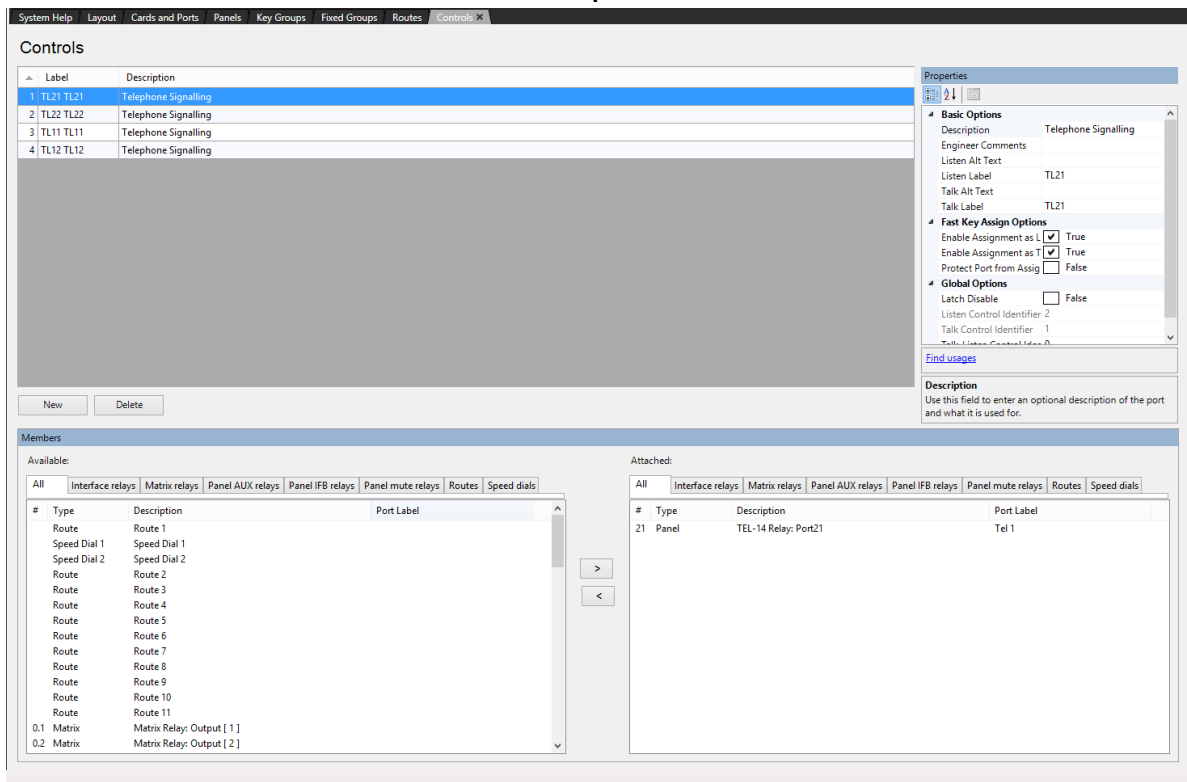 System Help Layout Cards and Ports Panels Key Groups Fixed Groups Routes Controls ✕
Controls
Label Description
1 TL21 TL21 Telephone Signalling
2 TL22 TL22 Telephone Signalling
3 TL11 TL11 Telephone Signalling
4 TL12 TL12 Telephone Signalling
New Delete
Properties
Basic Options
Description Telephone Signalling
Engineer Comments
Listen Alt Text
Listen Label TL21
Talk Alt Text
Talk Label TL21
Fast Key Assign Options
Enable Assignment as L True
Enable Assignment as T True
Protect Port from Assig False
Global Options
Latch Disable False
Listen Control Identifier 2
Talk Control Identifier 1
Find usages
Description
Use this field to enter an optional description of the port
and what it is used for.
Members
Available:
All Interface relays Matrix relays Panel AUX relays Panel IFB relays Panel mute relays Routes Speed dials
# Type Description Port Label
Route Route 1
Speed Dial 1 Speed Dial 1
Speed Dial 2 Speed Dial 2
Route Route 2
Route Route 3
Route Route 4
Route Route 5
Route Route 6
Route Route 7
Route Route 8
Route Route 9
Route Route 10
Route Route 11
0.1 Matrix Matrix Relay: Output [ 1 ]
0.2 Matrix Matrix Relay: Output [ 2 ]
>
<
Attached:
All Interface relays Matrix relays Panel AUX relays Panel IFB relays Panel mute relays Routes Speed dials
# Type Description Port Label
21 Panel TEL-14 Relay: Port21 Tel 1